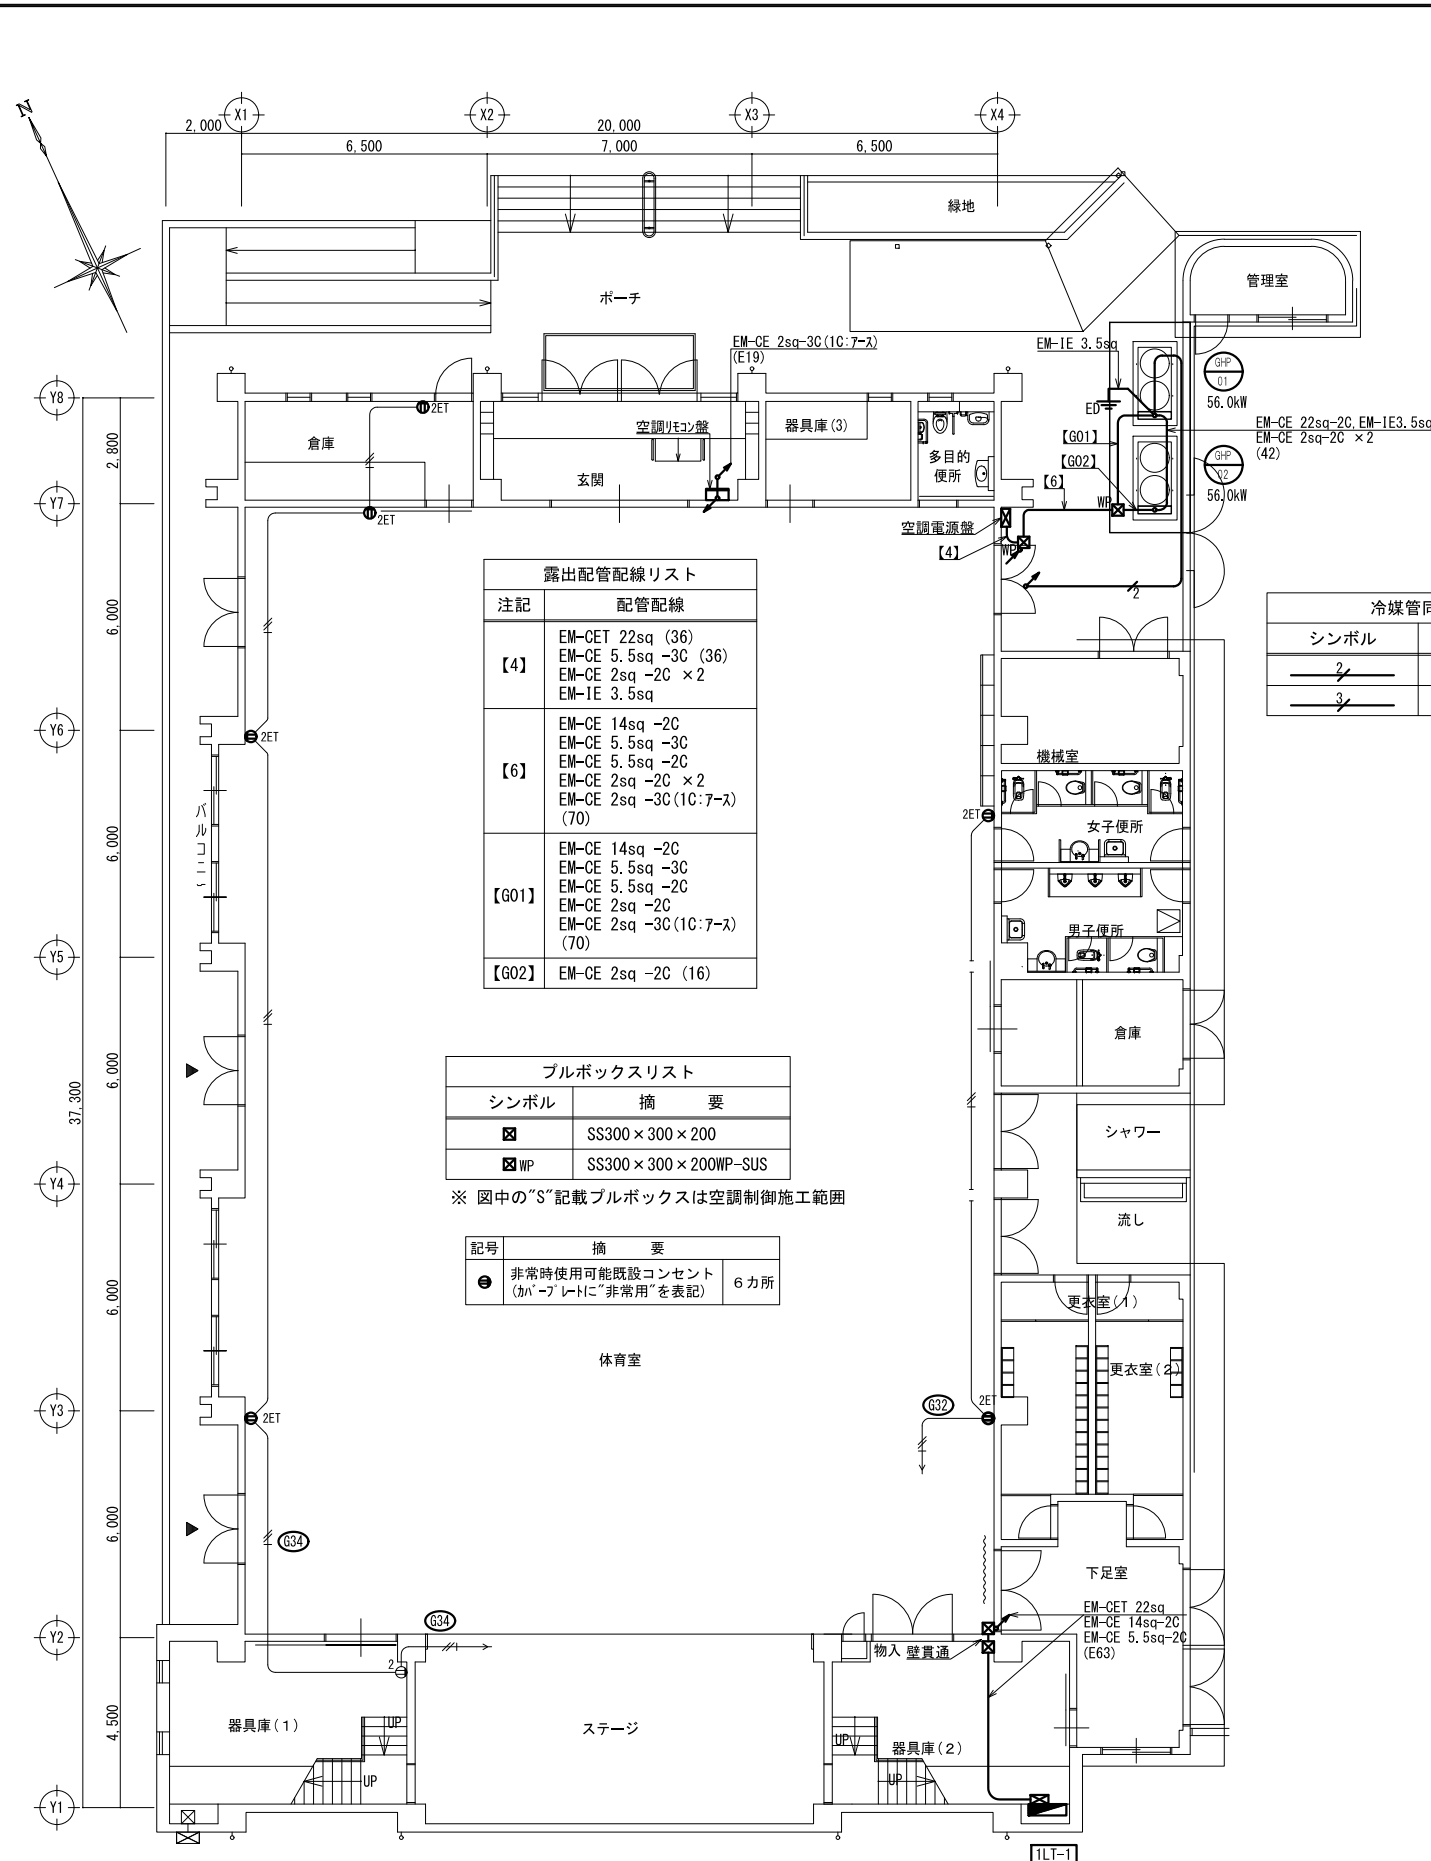 N
X1
X2
X3
X4
2,000
20,000
6,500
7,000
6,500
緑地
管理室
ポーチ
EM-CE 2sq-3C(1C:アース)
(E19)
EM-IE 3.5sq
GHP
01
56.0kW
ED
EM-CE 22sq-2C,EM-IE3.5sq
EM-CE 2sq-2C ×2
(42)
【G01】
【G02】
GHP
02
56.0kW
【6】
WP
Y8
2ET
倉庫
空調リモコン盤
器具庫(3)
玄関
多目的
便所
2,800
Y7
2ET
空調電源盤
【4】
WP
2
露出配管配線リスト
注記
配管配線
【4】
EM-CET 22sq (36)
EM-CE 5.5sq -3C (36)
EM-CE 2sq -2C ×2
EM-IE 3.5sq
【6】
EM-CE 14sq -2C
EM-CE 5.5sq -3C
EM-CE 5.5sq -2C
EM-CE 2sq -2C ×2
EM-CE 2sq -3C(1C:アース)
(70)
【G01】
EM-CE 14sq -2C
EM-CE 5.5sq -3C
EM-CE 5.5sq -2C
EM-CE 2sq -2C
EM-CE 2sq -3C(1C:アース)
(70)
【G02】
EM-CE 2sq -2C (16)
冷媒管
シンボル
2
3
6,000
Y6
2ET
機械室
バルコニー
2ET
女子便所
6,000
男子便所
Y5
倉庫
プルボックスリスト
シンボル
摘 要
SS300×300×200
WP
SS300×300×200WP-SUS
※ 図中の"S"記載プルボックスは空調制御施工範囲
37,300
6,000
シャワー
Y4
流し
記号
摘 要
非常時使用可能既設コンセント
(カバープレートに"非常用"を表記)
6カ所
6,000
更衣室(1)
体育室
更衣室(2)
Y3
2ET
G32
2ET
6,000
G34
下足室
G34
EM-CET 22sq
EM-CE 14sq-2C
EM-CE 5.5sq-2C
(E63)
Y2
2
物入
壁貫通
4,500
器具庫(1)
UP
UP
ステージ
UP
UP
器具庫(2)
Y1
1LT-1